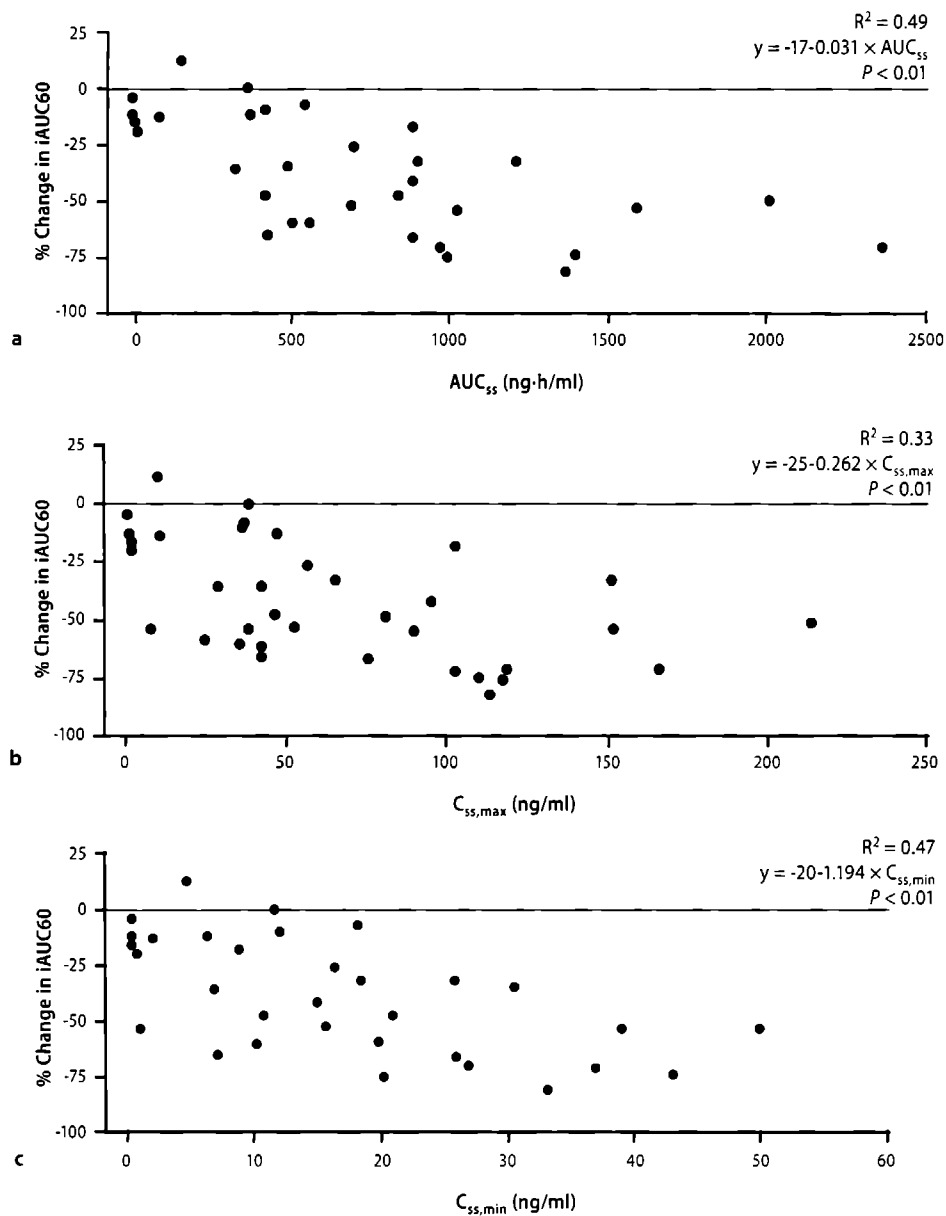 R² = 0.49
y = -17-0.031 × AUCss
P < 0.01
% Change in iAUC60
25
0
-25
-50
-75
-100
0 500 1000 1500 2000 2500
a
AUCss (ng·h/ml)
R² = 0.33
y = -25-0.262 × Css,max
P < 0.01
% Change in iAUC60
25
0
-25
-50
-75
-100
0 50 100 150 200 250
b
Css,max (ng/ml)
R² = 0.47
y = -20-1.194 × Css,min
P < 0.01
% Change in iAUC60
25
0
-25
-50
-75
-100
0 10 20 30 40 50 60
c
Css,min (ng/ml)